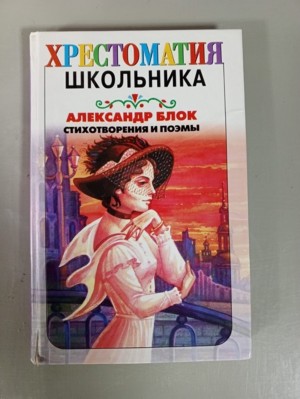 ХРЕСТОМАТИЯ
ШКОЛЬНИКА
АЛЕКСАНДР БЛОК
СТИХОТВОРЕНИЯ И ПОЭМЫ